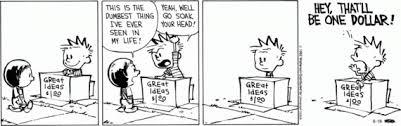 GREAT
IDEAS
$1.00
THIS IS THE
DUMBEST THING
I'VE EVER
SEEN IN
MY LIFE!
YEAH, WELL
GO SOAK
YOUR HEAD!
GREAT
IDEAS
$1.00
GREAT
IDEAS
$1.00
HEY, THAT'LL
BE ONE DOLLAR!
GREAT
IDEAS
$1.00